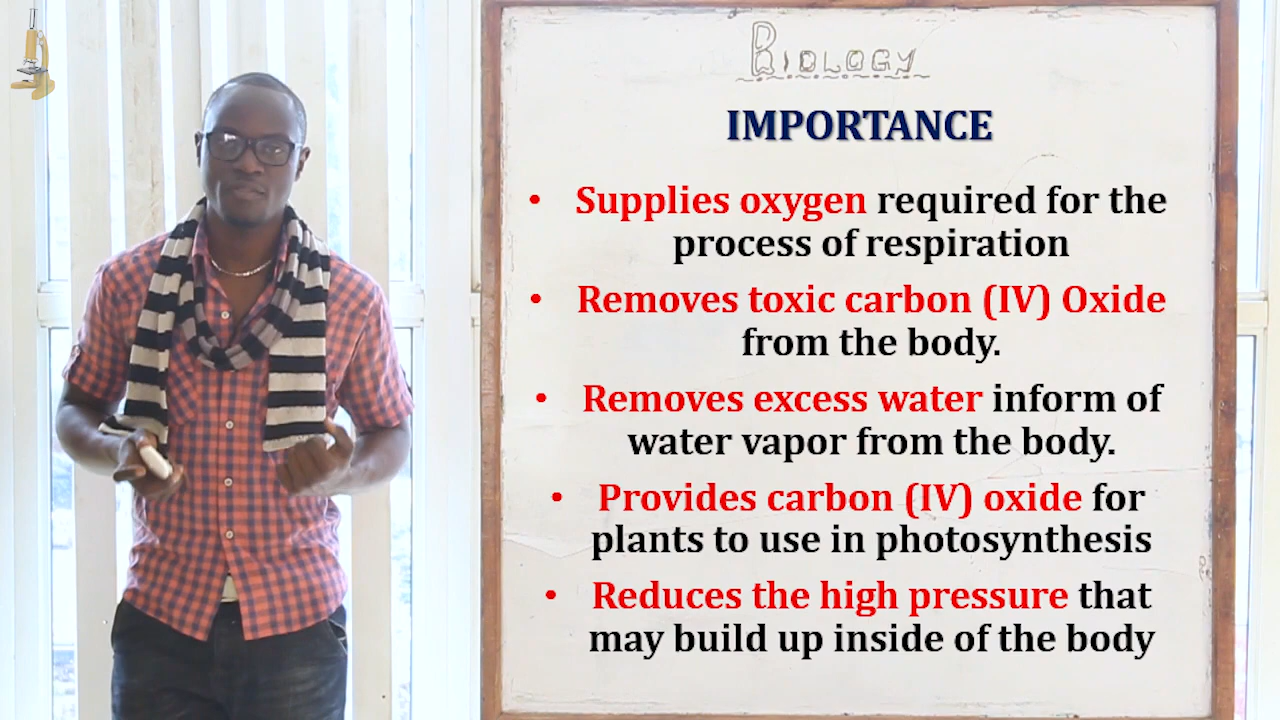 BIOLOGY
IMPORTANCE
• Supplies oxygen required for the
process of respiration
• Removes toxic carbon (IV) Oxide
from the body.
• Removes excess water inform of
water vapor from the body.
• Provides carbon (IV) oxide for
plants to use in photosynthesis
• Reduces the high pressure that
may build up inside of the body